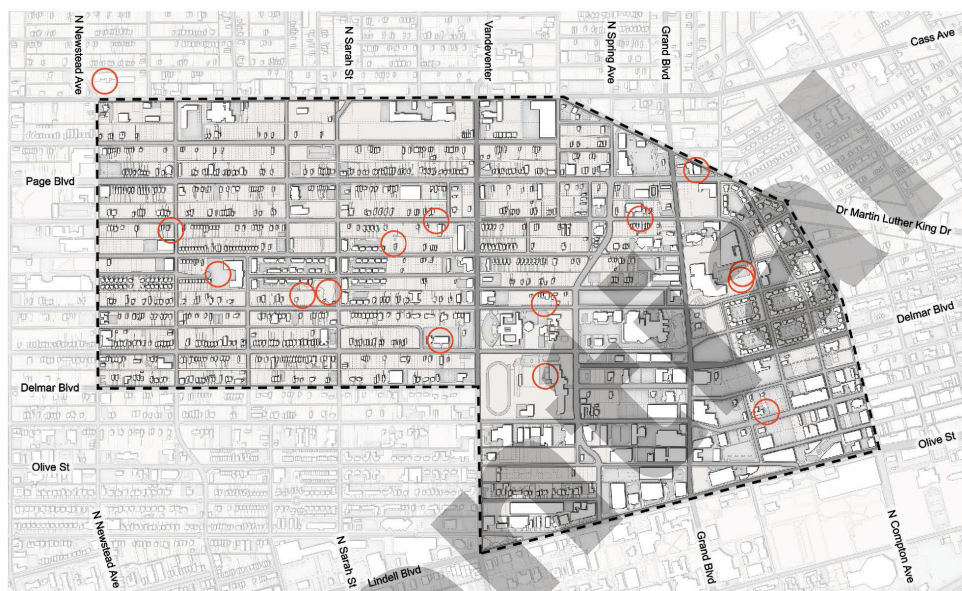 N Newstead Ave
N Sarah St
Vandeventer
N Spring Ave
Grand Blvd
Cass Ave
Page Blvd
Dr Martin Luther King Dr
Delmar Blvd
Delmar Blvd
Olive St
Olive St
N Newstead Ave
N Sarah St
Lindell Blvd
Grand Blvd
N Compton Ave